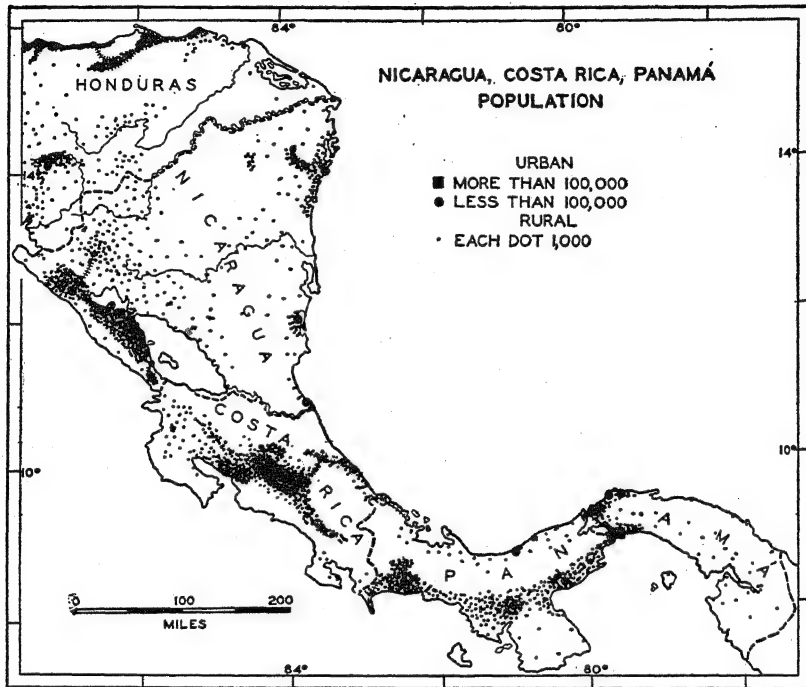 84°
80°
HONDURAS
NICARAGUA, COSTA RICA, PANAMÁ
POPULATION
14°
14°
URBAN
MORE THAN 100,000
LESS THAN 100,000
RURAL
EACH DOT 1,000
NICARAGUA
COSTA
RICA
10°
10°
PANAMA
0 100 200
MILES
84°
80°